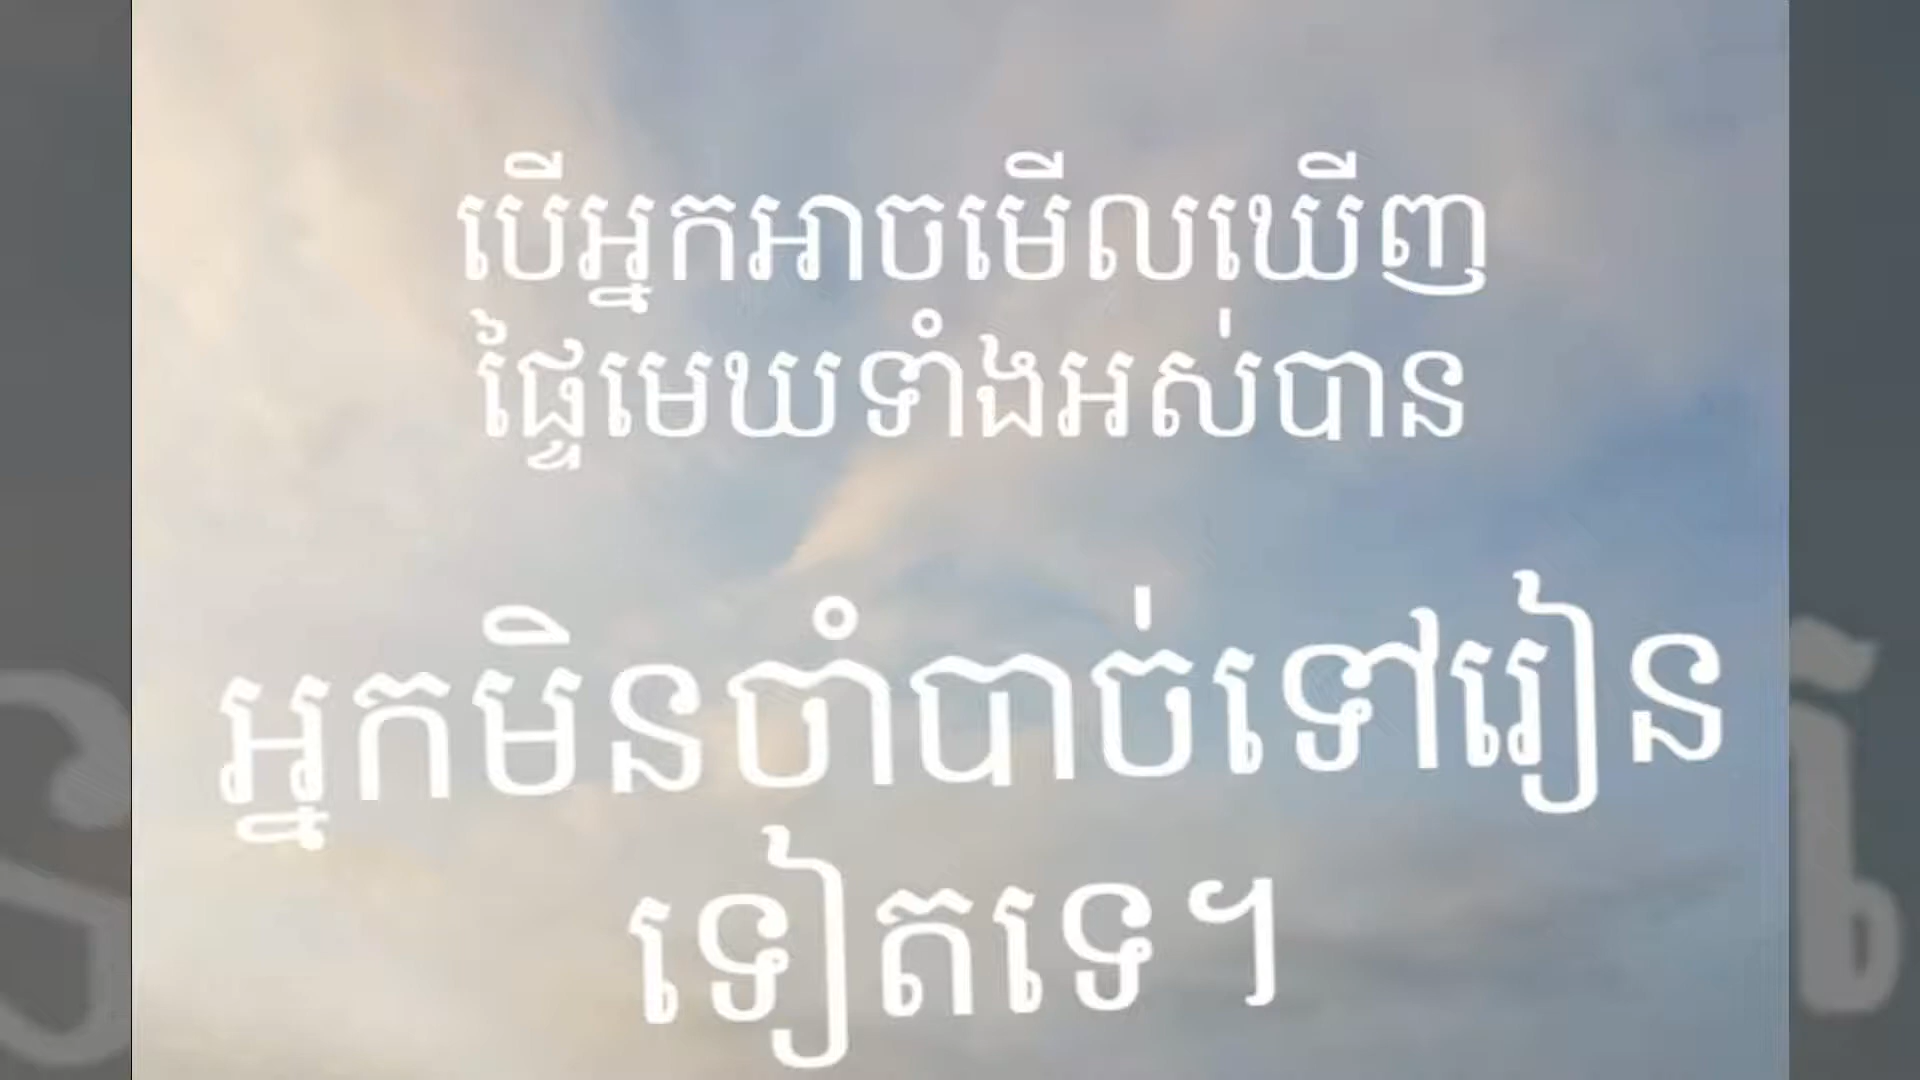 បើអ្នកអាចមើលឃើញ
ផ្ទៃមេឃទាំងអស់បាន
អ្នកមិនចាំបាច់ទៅរៀន
ទៀតទេ។